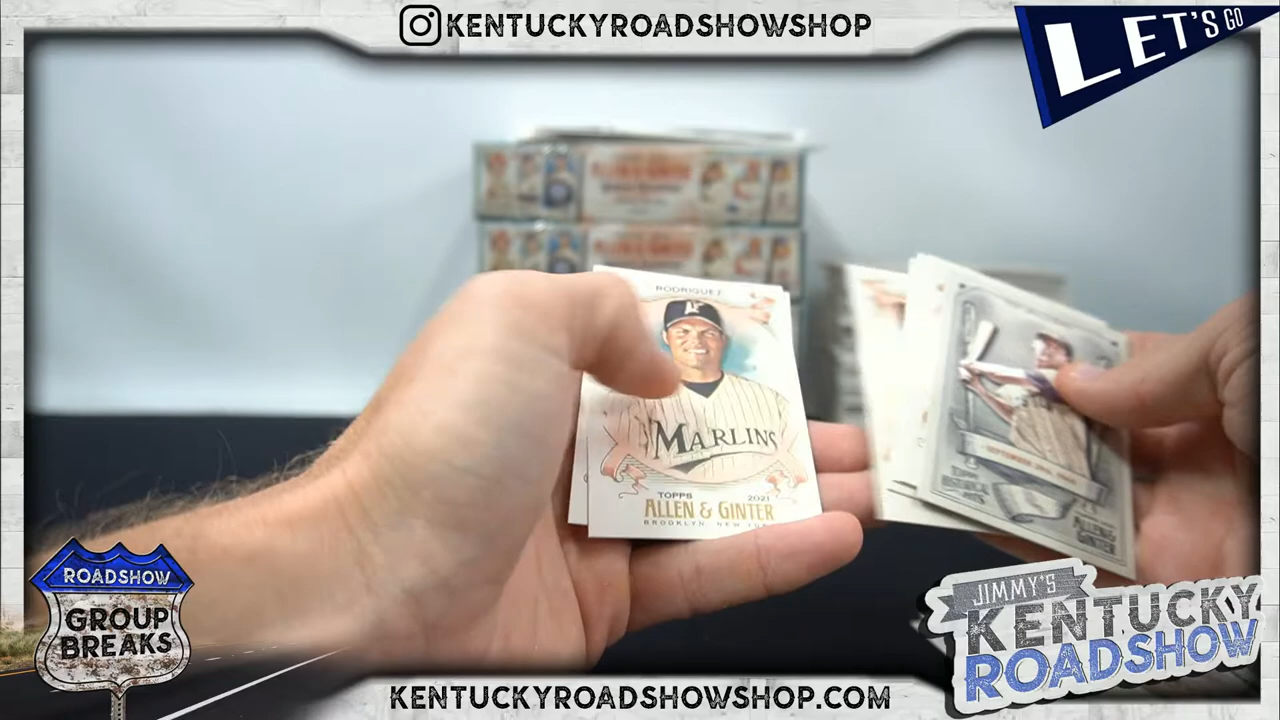 KENTUCKYROADSHOWSHOP
LET'S GO
RODRIGUEZ
MARLINS
TOPPS 2021
ALLEN & GINTER
BROOKLYN, NEW YORK
ALLEN & GINTER
ROADSHOW
GROUP
BREAKS
JIMMY'S
KENTUCKY
ROADSHOW
KENTUCKYROADSHOWSHOP.COM